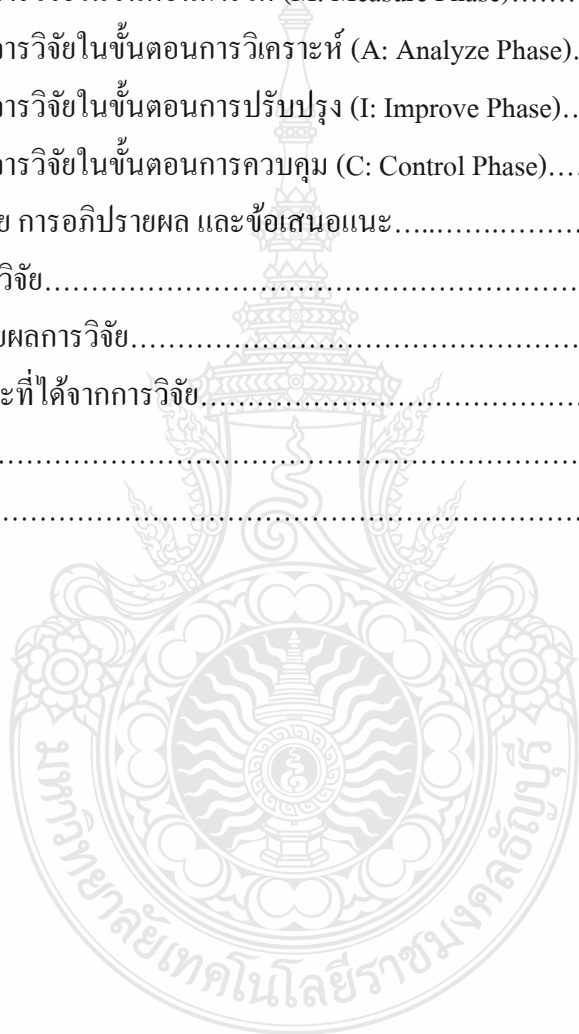 (M: Measure Phase)........
การวิจัยในขั้นตอนการวิเคราะห์ (A: Analyze Phase).
การวิจัยในขั้นตอนการปรับปรุง (I: Improve Phase)...
การวิจัยในขั้นตอนการควบคุม (C: Control Phase).....
การอภิปรายผล และข้อเสนอแนะ.....................
วิจัย................................................................
ผลการวิจัย.....................................................
ที่ได้จากการวิจัย.............................................
มหาวิทยาลัยเทคโนโลยีราชมงคลธัญบุรี